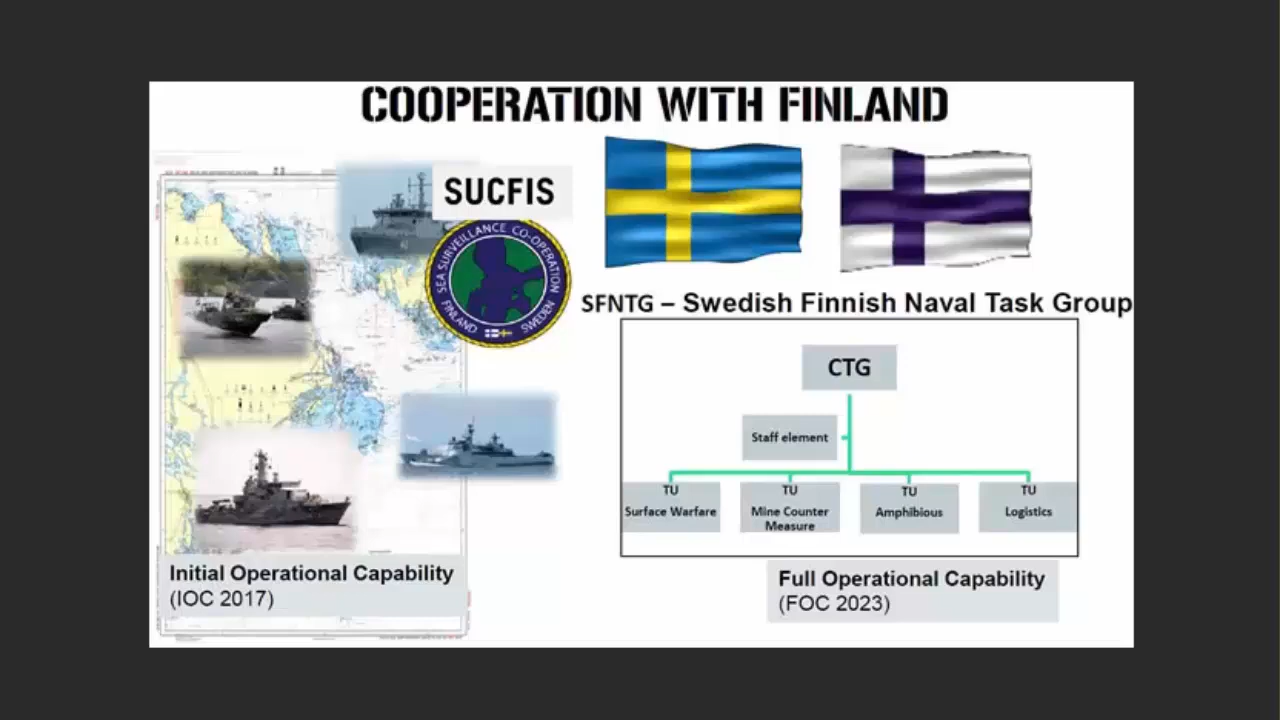 COOPERATION WITH FINLAND
SUCFIS
SEA SURVEILLANCE CO-OPERATION
FINLAND SWEDEN
SFNTG – Swedish Finnish Naval Task Group
CTG
Staff element
TU
Surface Warfare
TU
Mine Counter
Measure
TU
Amphibious
TU
Logistics
Initial Operational Capability
(IOC 2017)
Full Operational Capability
(FOC 2023)